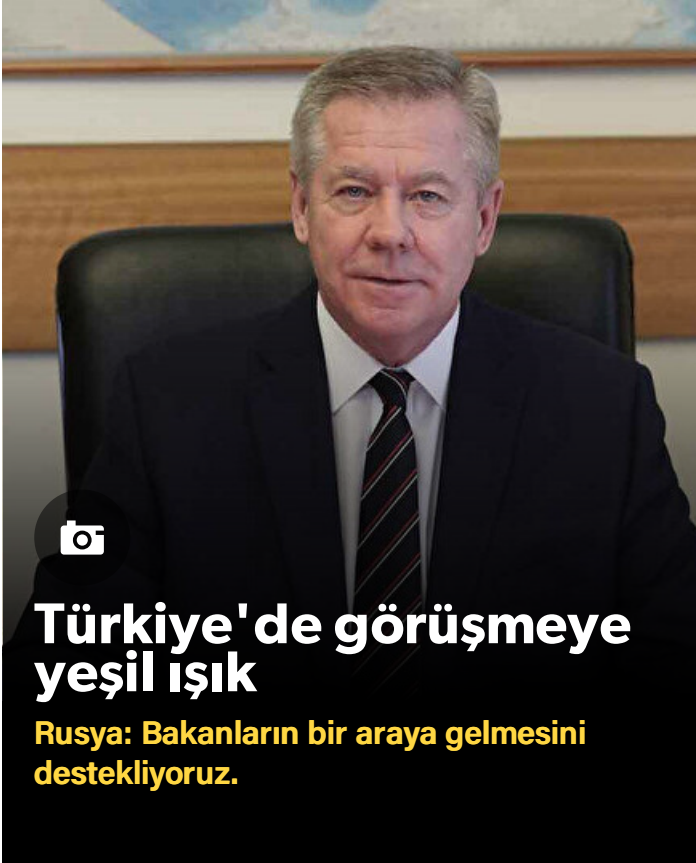 Türkiye'de görüşmeye
yeşil ışık
Rusya: Bakanların bir araya gelmesini
destekliyoruz.